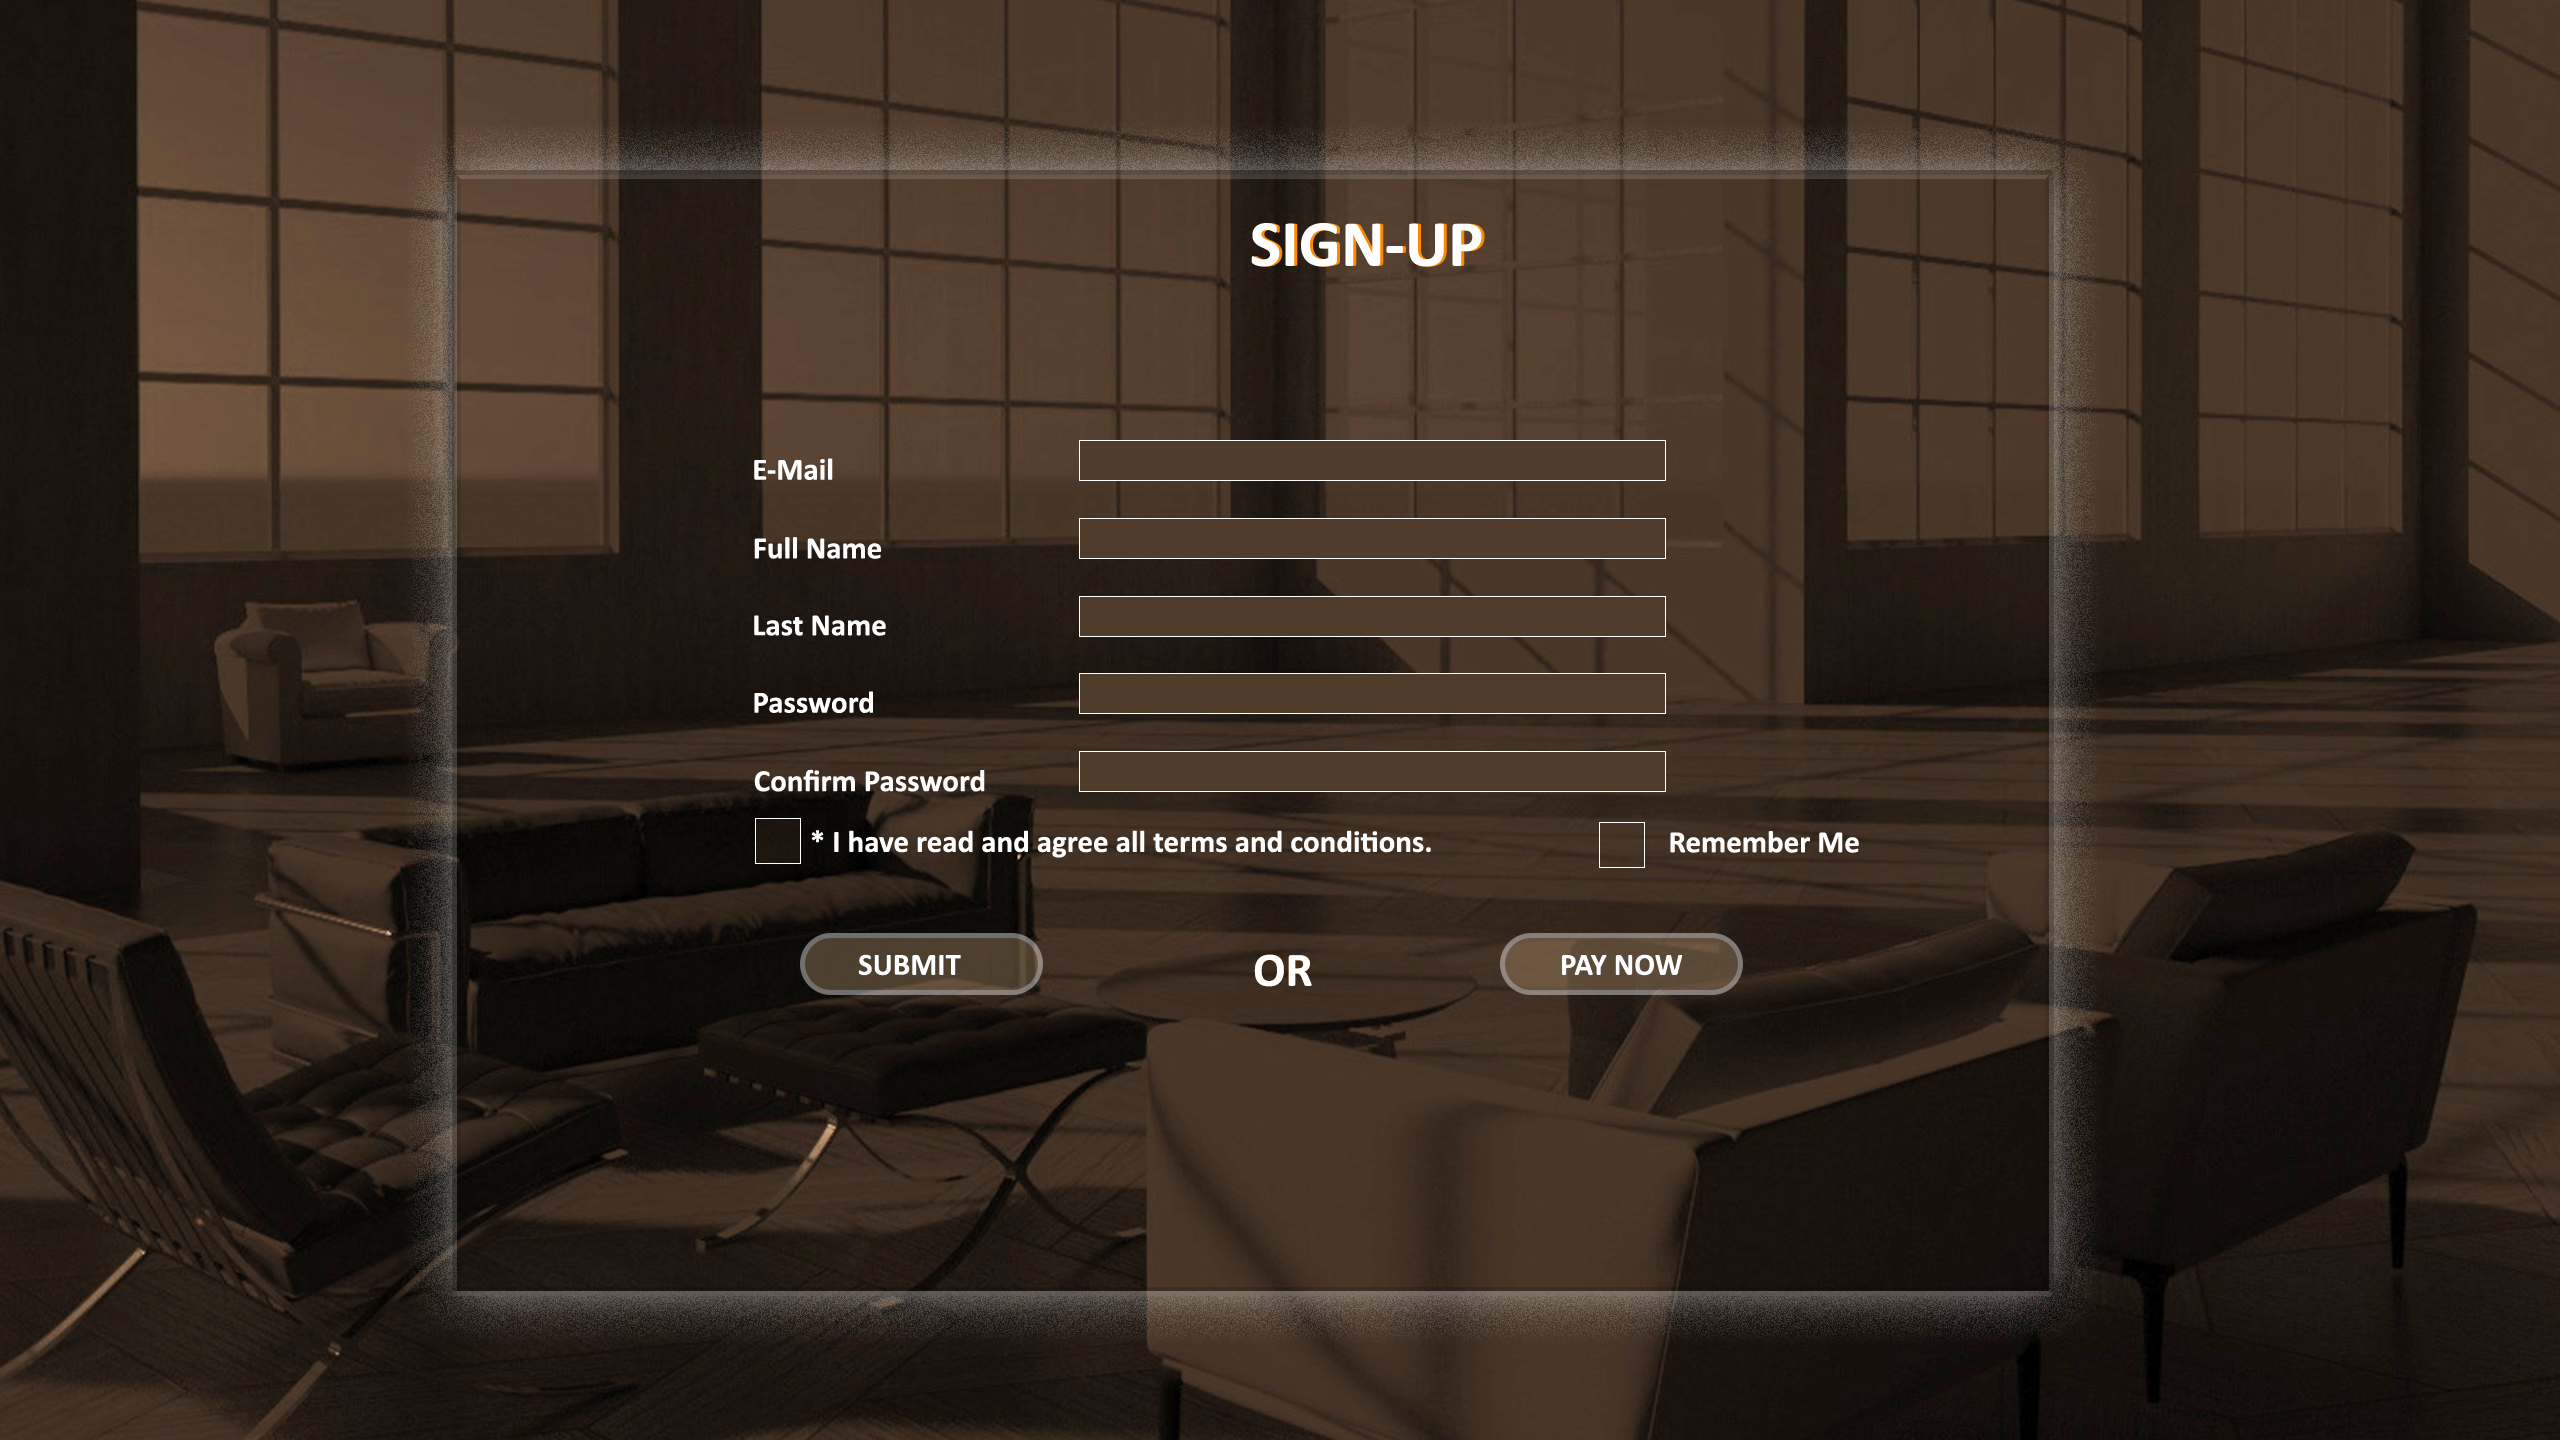 SIGN-UP
E-Mail
Full Name
Last Name
Password
Confirm Password
* I have read and agree all terms and conditions.
Remember Me
SUBMIT
OR
PAY NOW